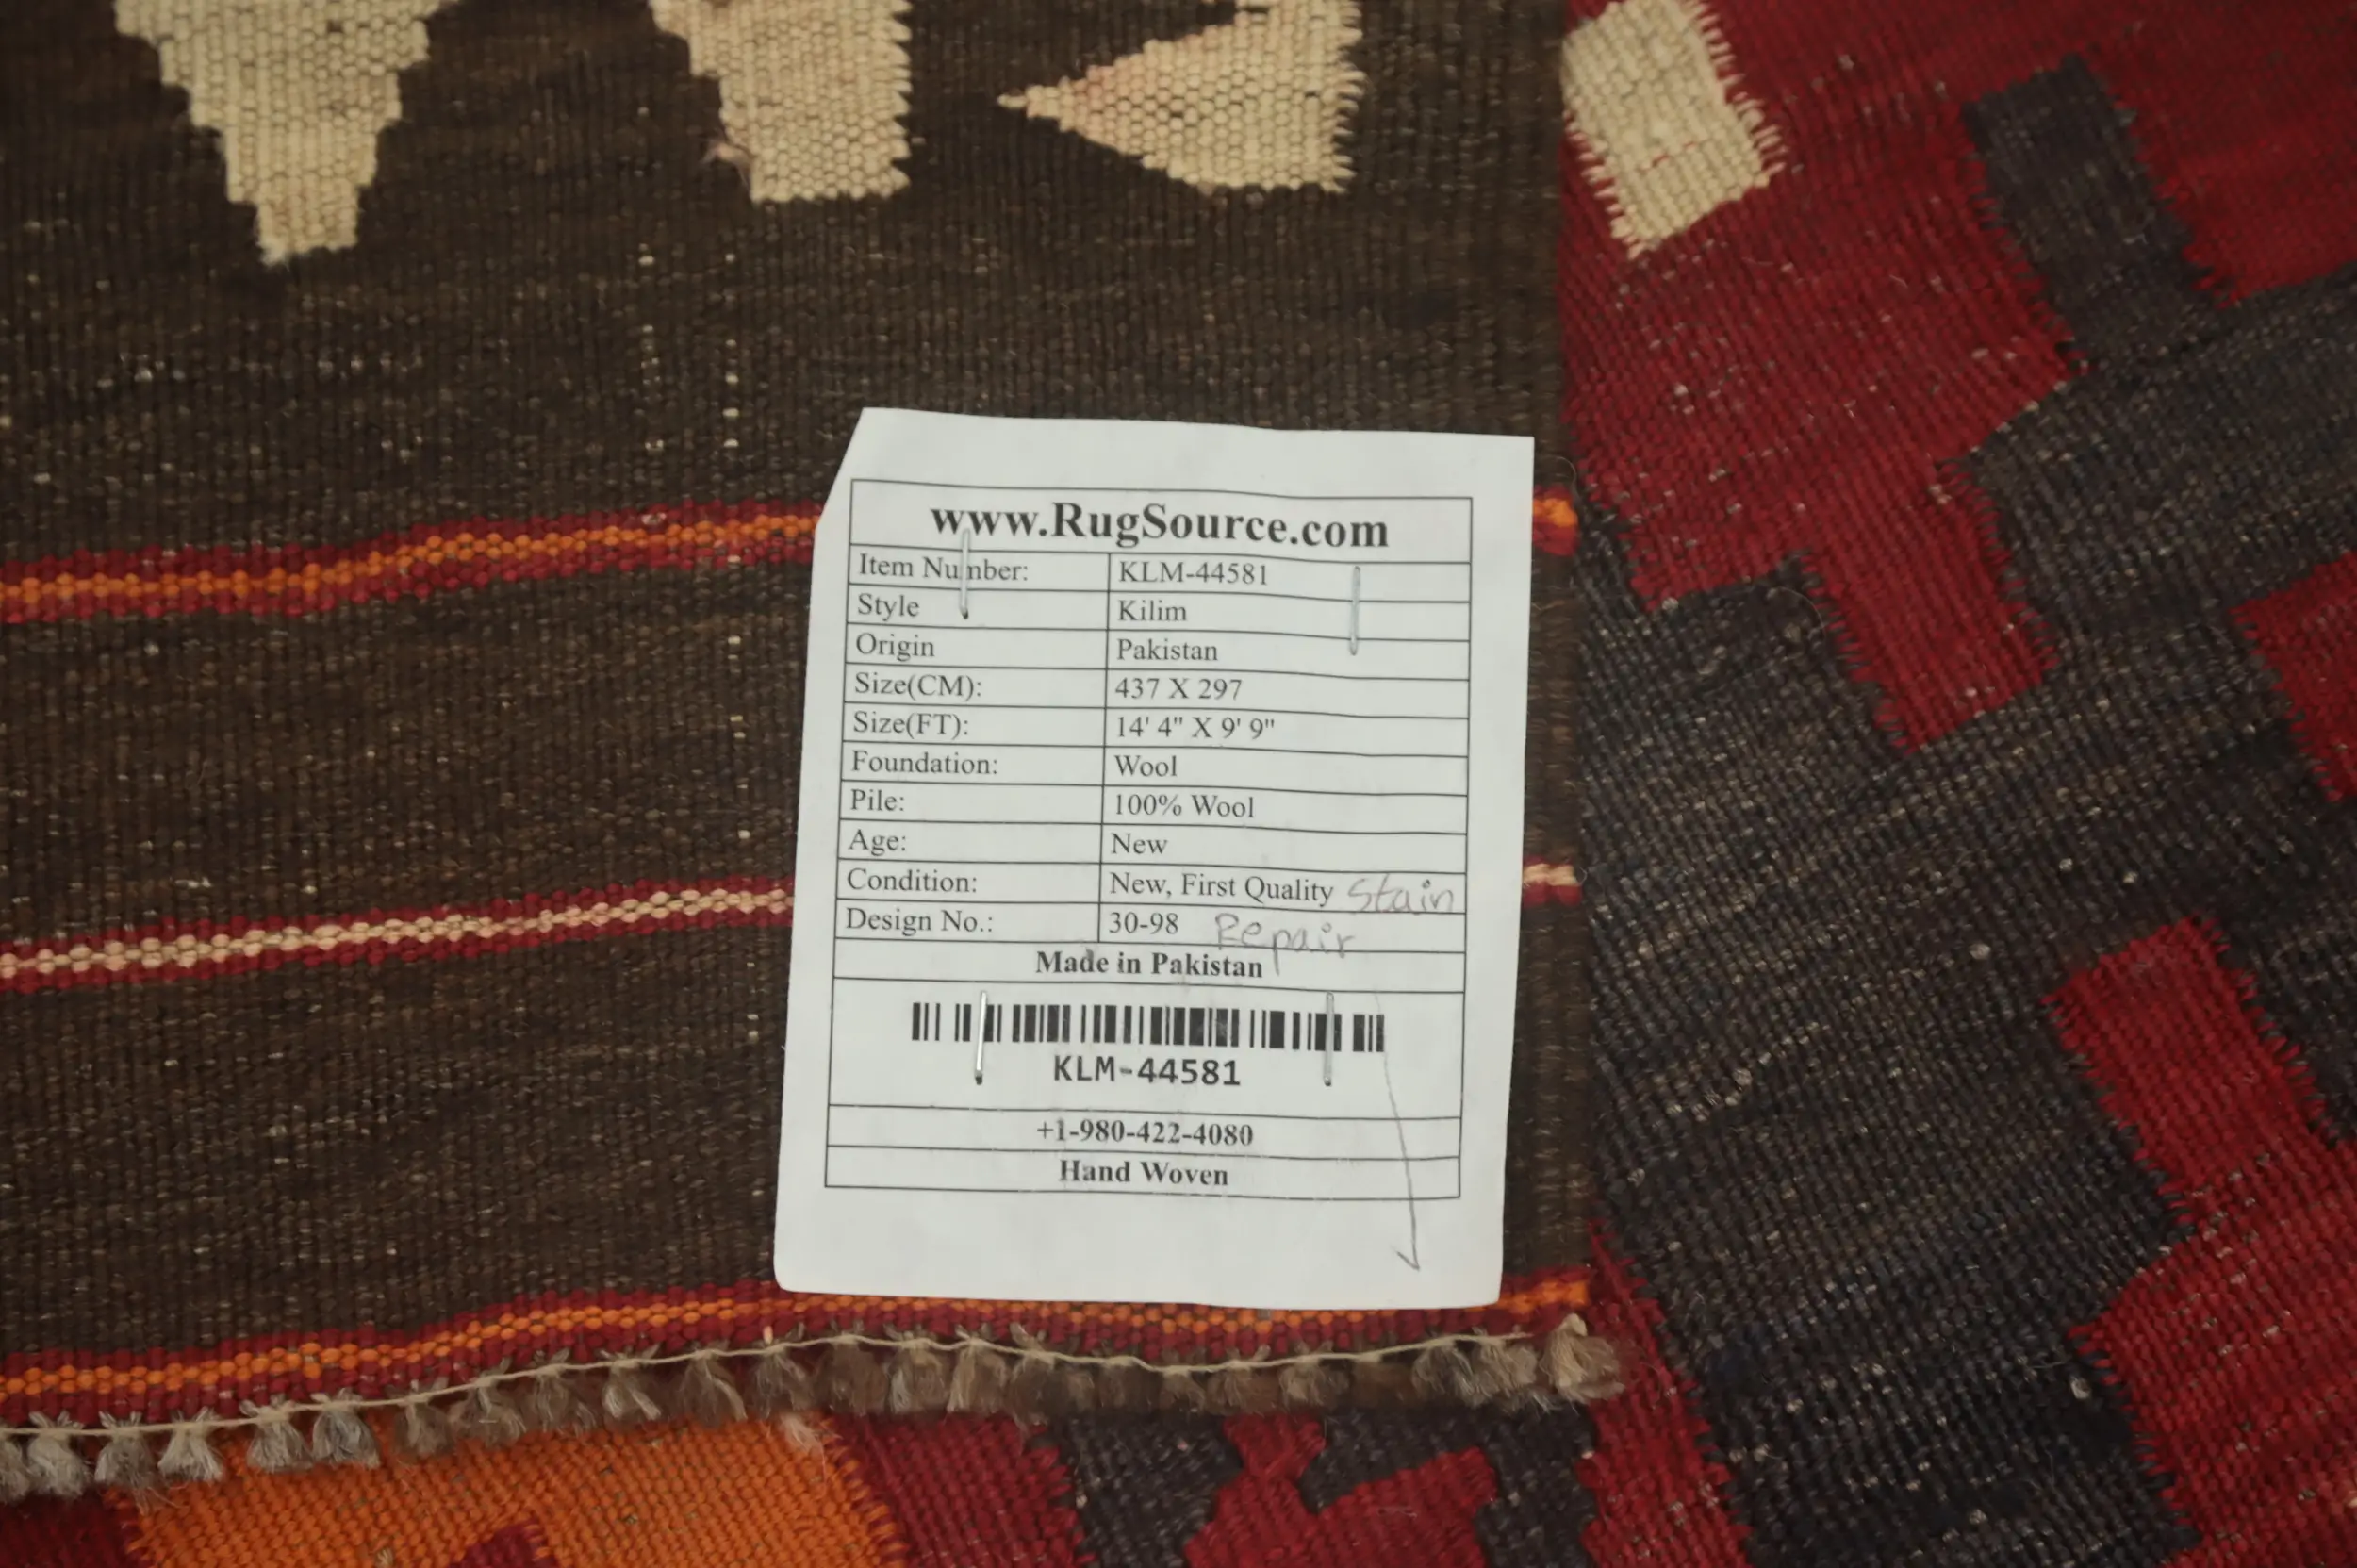 www.RugSource.com
Item Number: KLM-44581
Style Kilim
Origin Pakistan
Size(CM): 437 X 297
Size(FT): 14' 4" X 9' 9"
Foundation: Wool
Pile: 100% Wool
Age: New
Condition: New, First Quality Stain
Design No.: 30-98 Repair
Made in Pakistan
KLM-44581
+1-980-422-4080
Hand Woven